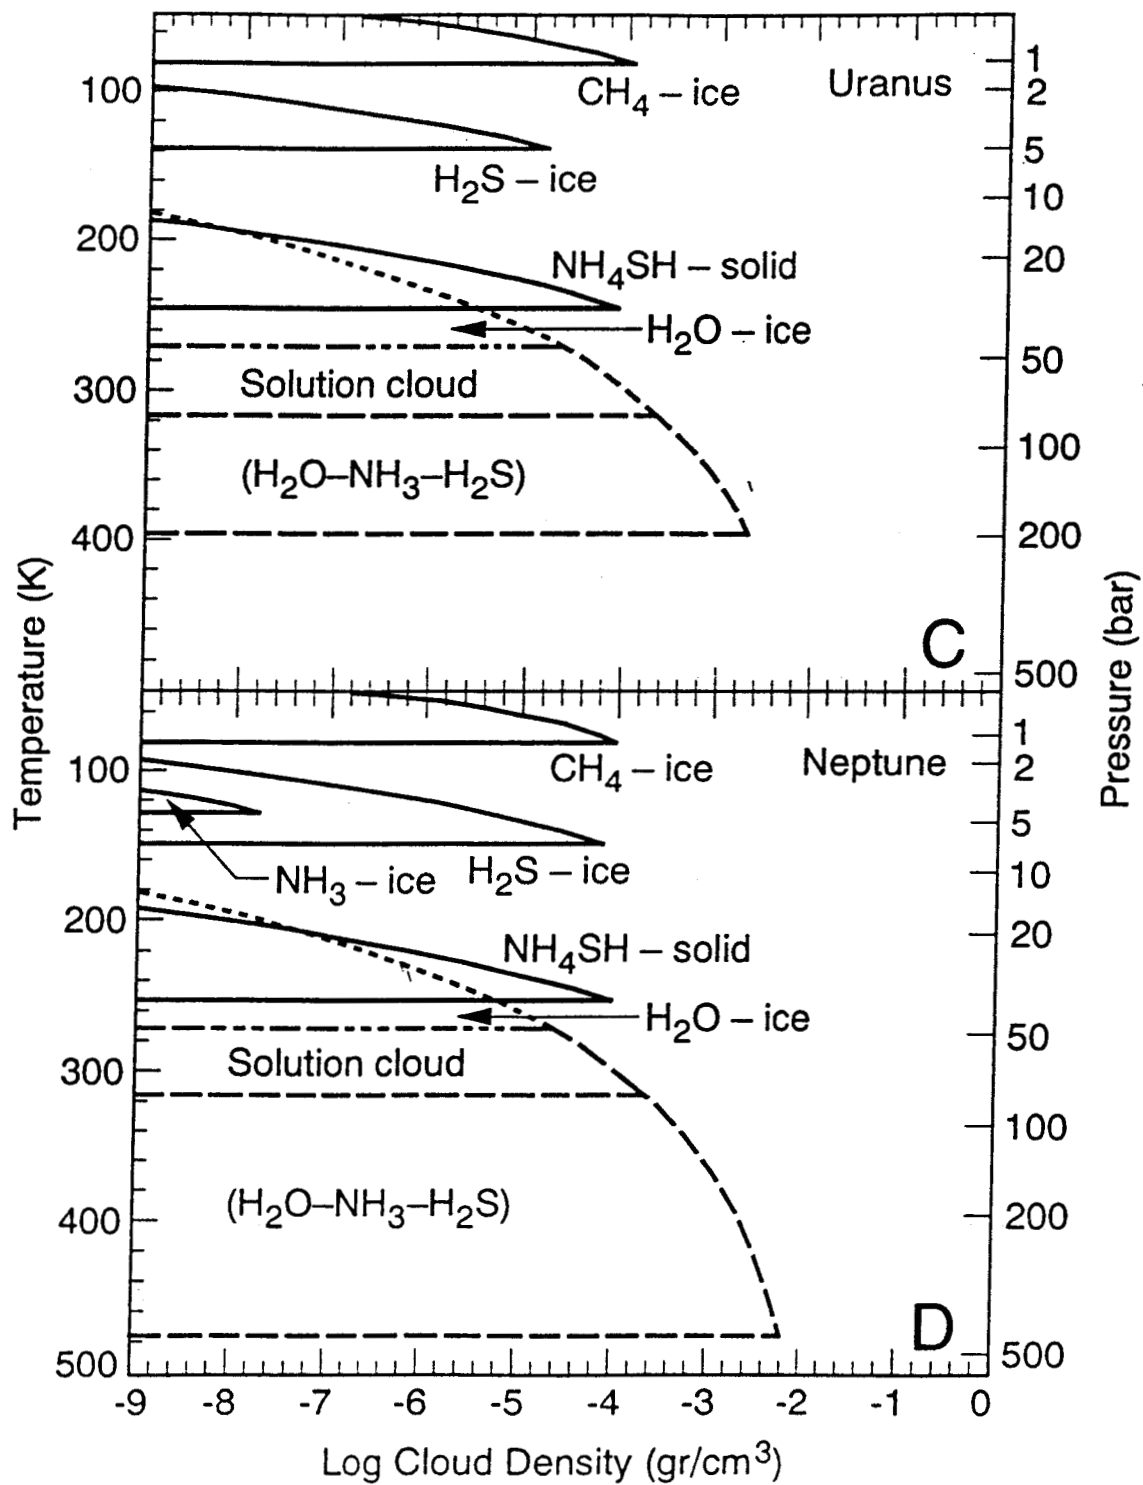 Uranus
1
CH4 – ice
100
2
H2S – ice
5
10
200
NH4SH – solid
20
H2O – ice
50
Solution cloud
300
100
(H2O–NH3–H2S)
400
200
C
500
Temperature (K)
Pressure (bar)
Neptune
1
CH4 – ice
100
2
5
NH3 – ice
H2S – ice
10
200
NH4SH – solid
20
H2O – ice
50
Solution cloud
300
100
(H2O–NH3–H2S)
400
200
D
500
500
-9 -8 -7 -6 -5 -4 -3 -2 -1 0
Log Cloud Density (gr/cm3)